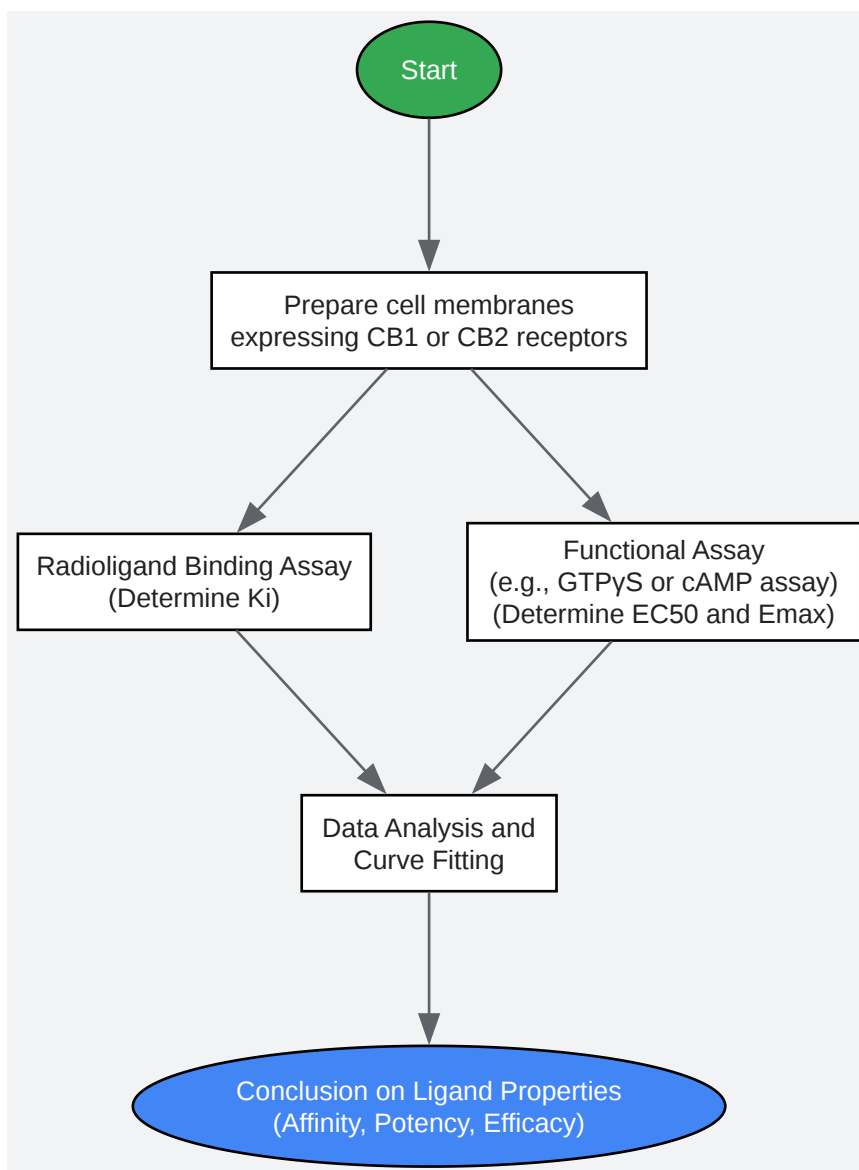 Start
Prepare cell membranes
expressing CB1 or CB2 receptors
Radioligand Binding Assay
(Determine Ki)
Functional Assay
(e.g., GTPγS or cAMP assay)
(Determine EC50 and Emax)
Data Analysis and
Curve Fitting
Conclusion on Ligand Properties
(Affinity, Potency, Efficacy)